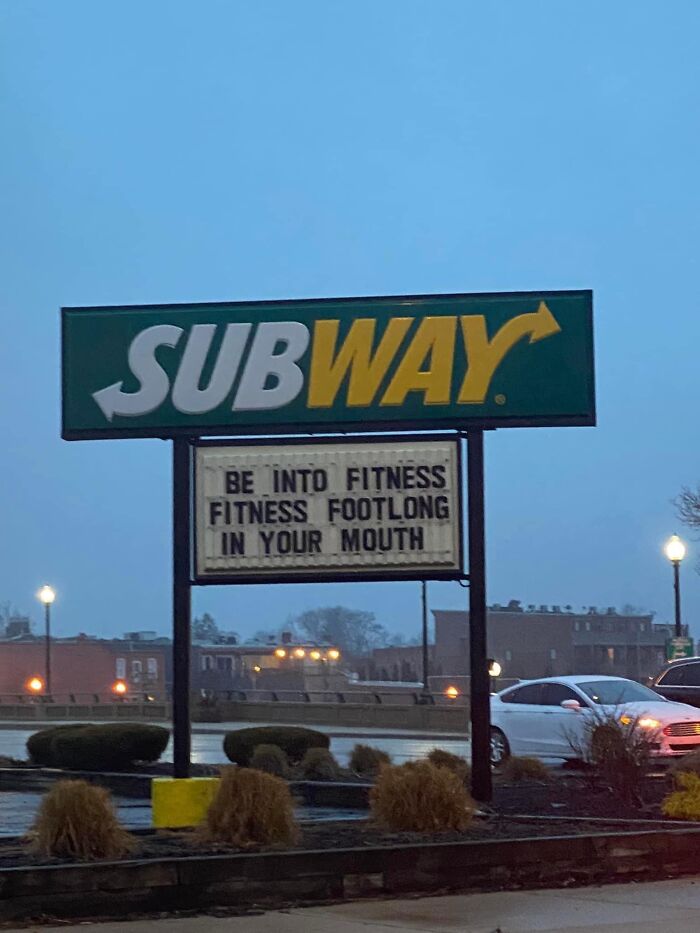 SUBWAY
BE INTO FITNESS
FITNESS FOOTLONG
IN YOUR MOUTH